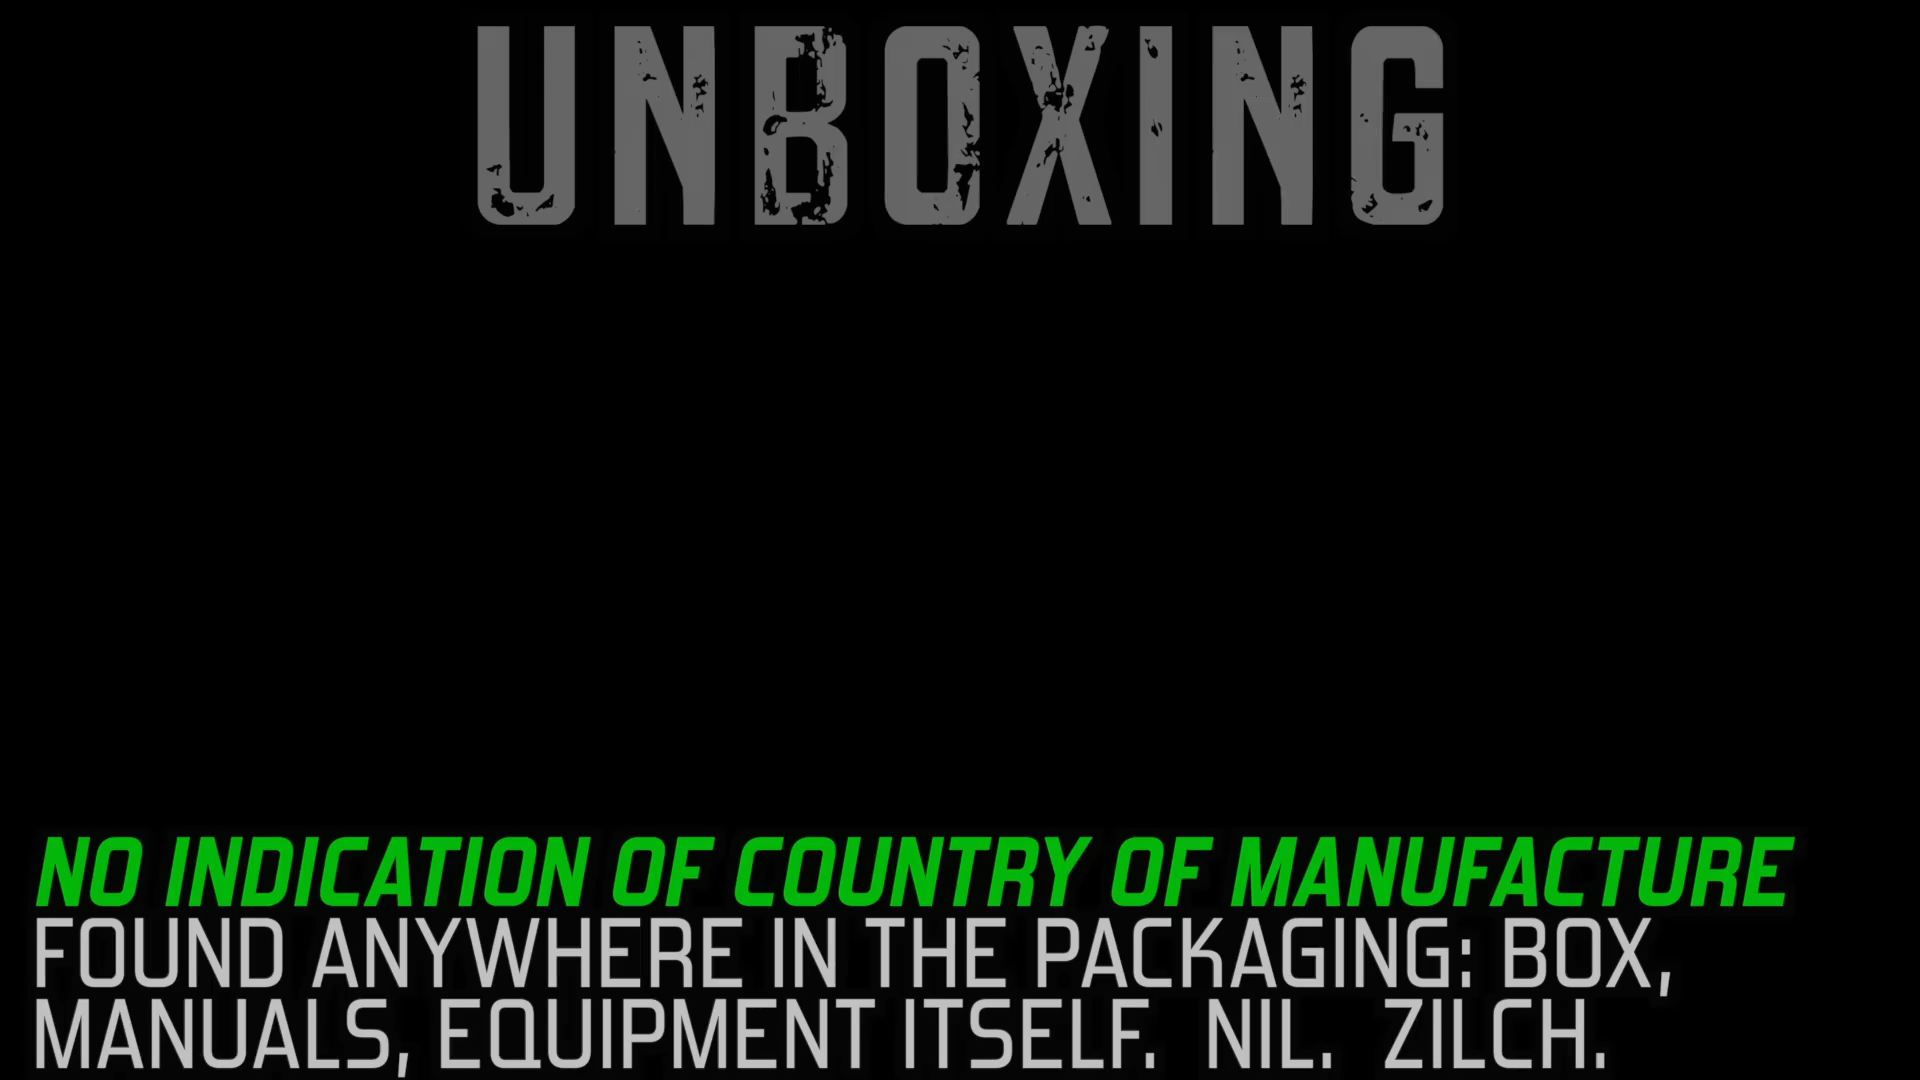 UNBOXING
NO INDICATION OF COUNTRY OF MANUFACTURE
FOUND ANYWHERE IN THE PACKAGING: BOX,
MANUALS, EQUIPMENT ITSELF. NIL. ZILCH.